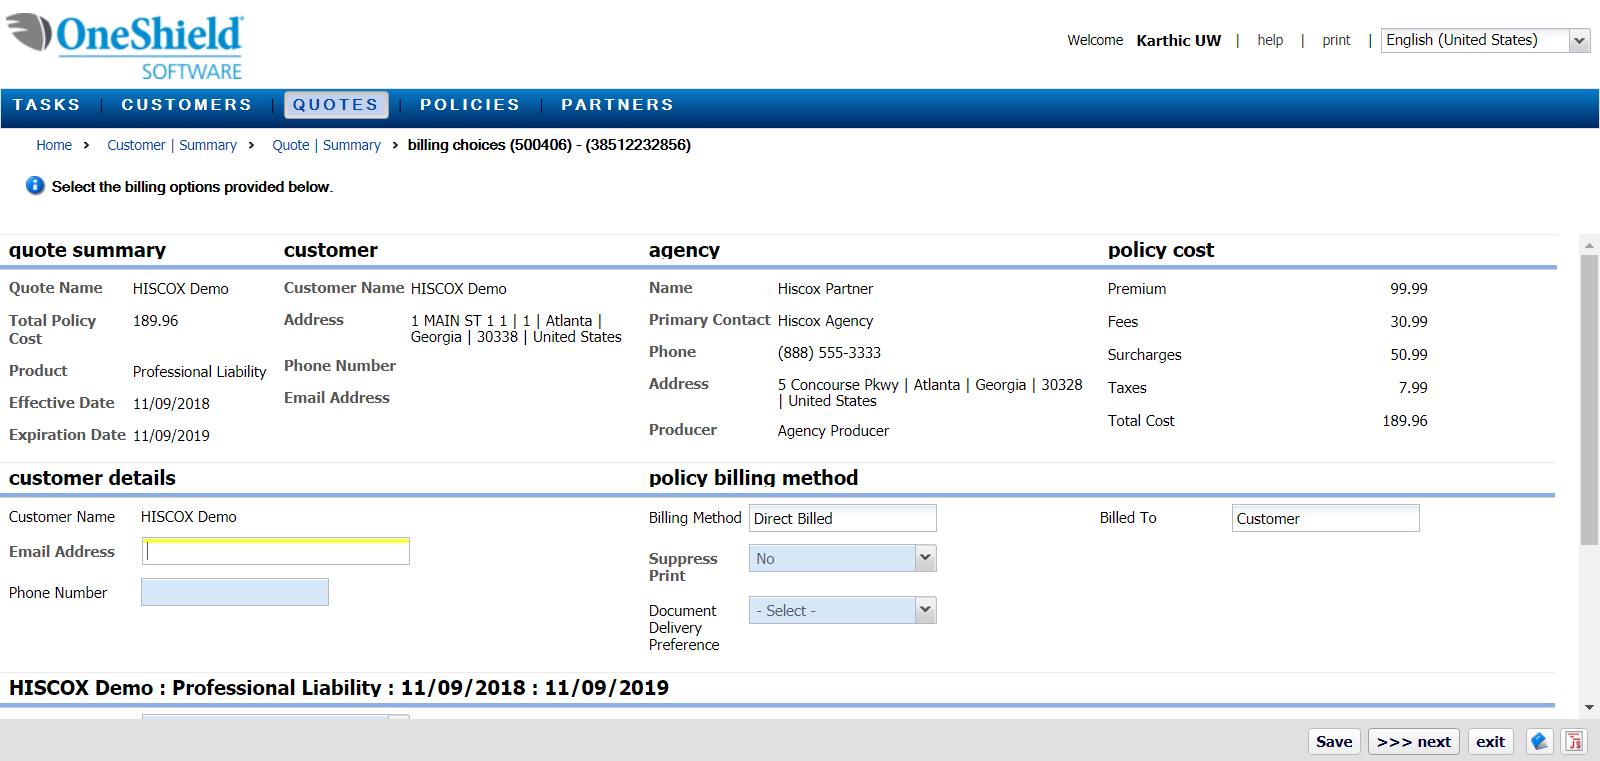 OneShield
SOFTWARE
Welcome Karthic UW | help | print | English (United States)
TASKS | CUSTOMERS | QUOTES | POLICIES | PARTNERS
Home > Customer | Summary > Quote | Summary > billing choices (500406) - (38512232856)
Select the billing options provided below.
quote summary
Quote Name HISCOX Demo
Total Policy Cost 189.96
Product Professional Liability
Effective Date 11/09/2018
Expiration Date 11/09/2019
customer
Customer Name HISCOX Demo
Address 1 MAIN ST 1 1 | 1 | Atlanta |
Georgia | 30338 | United States
Phone Number
Email Address
agency
Name Hiscox Partner
Primary Contact Hiscox Agency
Phone (888) 555-3333
Address 5 Concourse Pkwy | Atlanta | Georgia | 30328
| United States
Producer Agency Producer
policy cost
Premium 99.99
Fees 30.99
Surcharges 50.99
Taxes 7.99
Total Cost 189.96
customer details
Customer Name HISCOX Demo
Email Address
Phone Number
policy billing method
Billing Method Direct Billed
Billed To Customer
Suppress
Print No
Document
Delivery
Preference - Select -
HISCOX Demo : Professional Liability : 11/09/2018 : 11/09/2019
Save >>> next exit JS